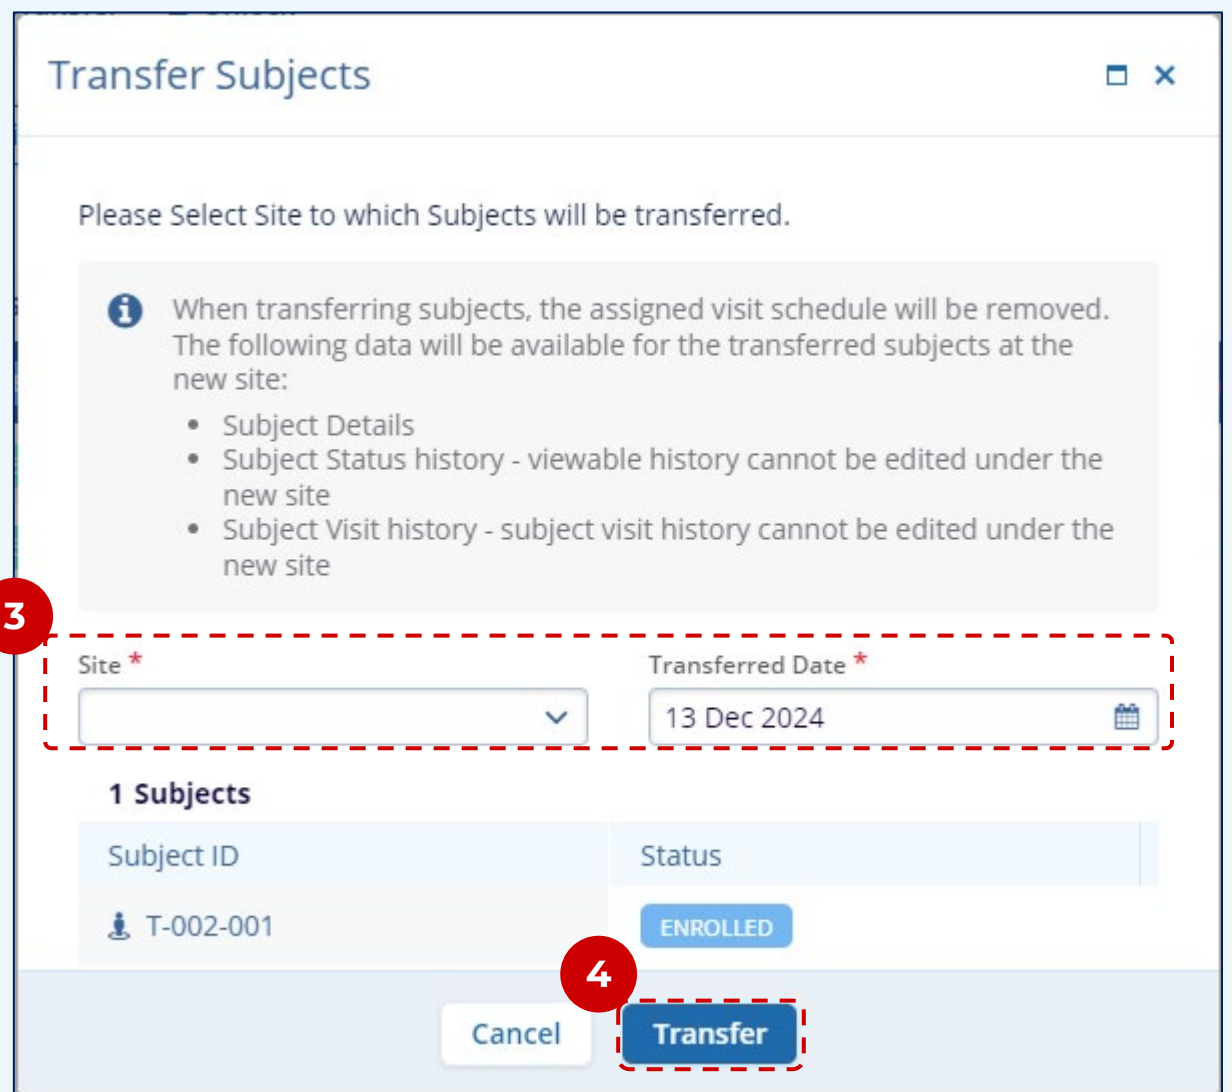 Transfer Subjects
Please Select Site to which Subjects will be transferred.
When transferring subjects, the assigned visit schedule will be removed.
The following data will be available for the transferred subjects at the
new site:
• Subject Details
• Subject Status history - viewable history cannot be edited under the
new site
• Subject Visit history - subject visit history cannot be edited under the
new site
3
Site * Transferred Date *
13 Dec 2024
1 Subjects
Subject ID Status
T-002-001 ENROLLED
4
Cancel Transfer